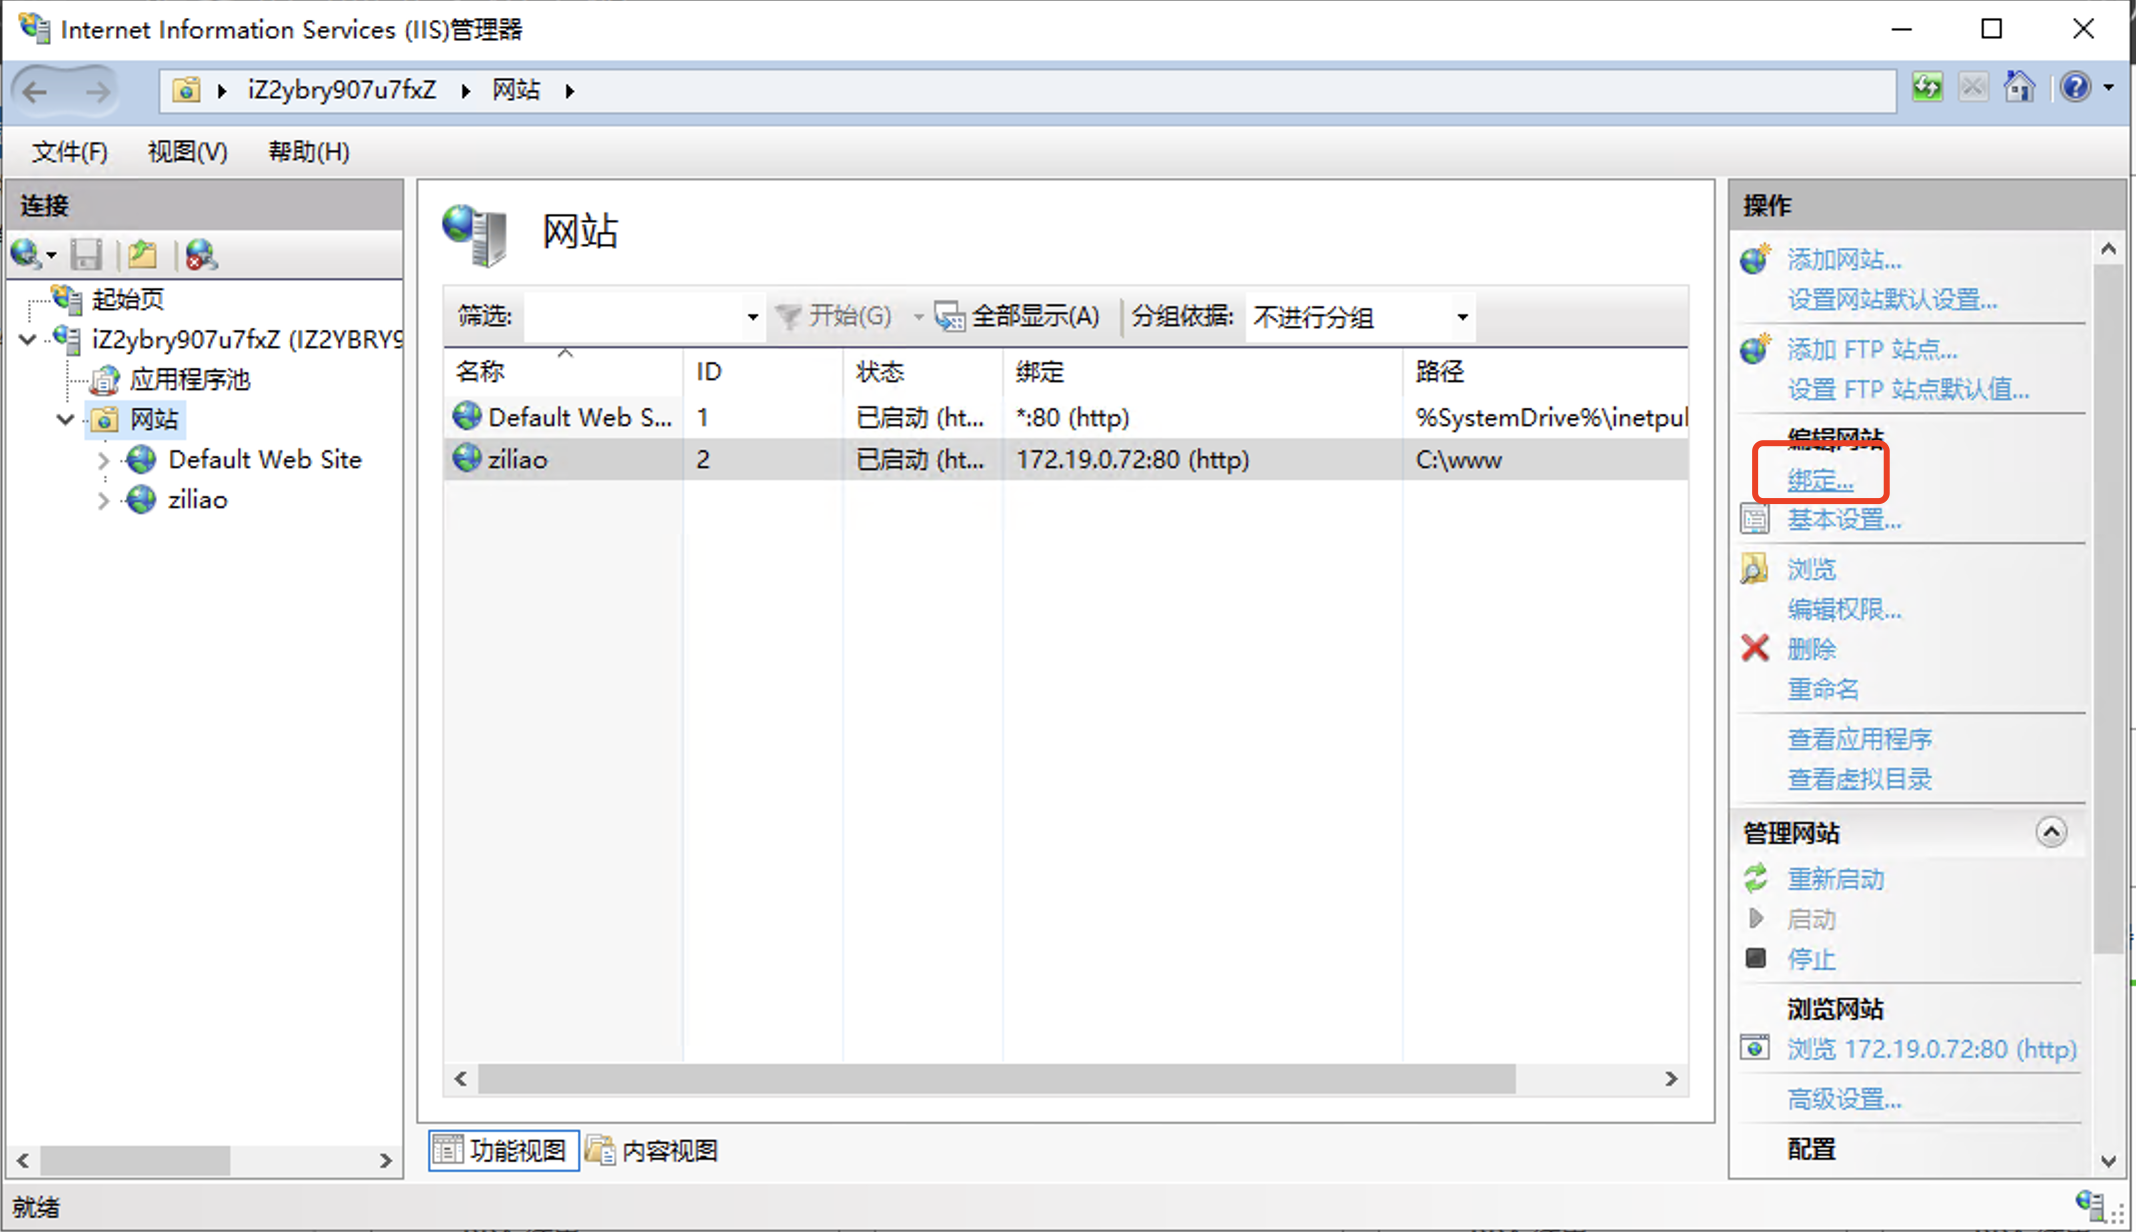 Internet Information Services (IIS)管理器
iZ2ybry907u7fxZ 网站
文件(F) 视图(V) 帮助(H)
连接
起始页
iZ2ybry907u7fxZ (IZ2YBRY9
应用程序池
网站
Default Web Site
ziliao
网站
筛选: 开始(G) 全部显示(A) 分组依据: 不进行分组
名称 ID 状态 绑定 路径
Default Web S... 1 已启动 (ht... *:80 (http) %SystemDrive%\inetpul
ziliao 2 已启动 (ht... 172.19.0.72:80 (http) C:\www
功能视图 内容视图
操作
添加网站...
设置网站默认设置...
添加 FTP 站点...
设置 FTP 站点默认值...
编辑网站
绑定...
基本设置...
浏览
编辑权限...
删除
重命名
查看应用程序
查看虚拟目录
管理网站
重新启动
启动
停止
浏览网站
浏览 172.19.0.72:80 (http)
高级设置...
配置
就绪